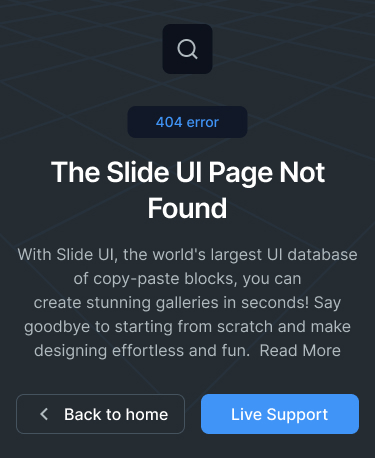 404 error
The Slide UI Page Not
Found
With Slide UI, the world's largest UI database
of copy-paste blocks, you can
create stunning galleries in seconds! Say
goodbye to starting from scratch and make
designing effortless and fun.  Read More
Back to home
Live Support